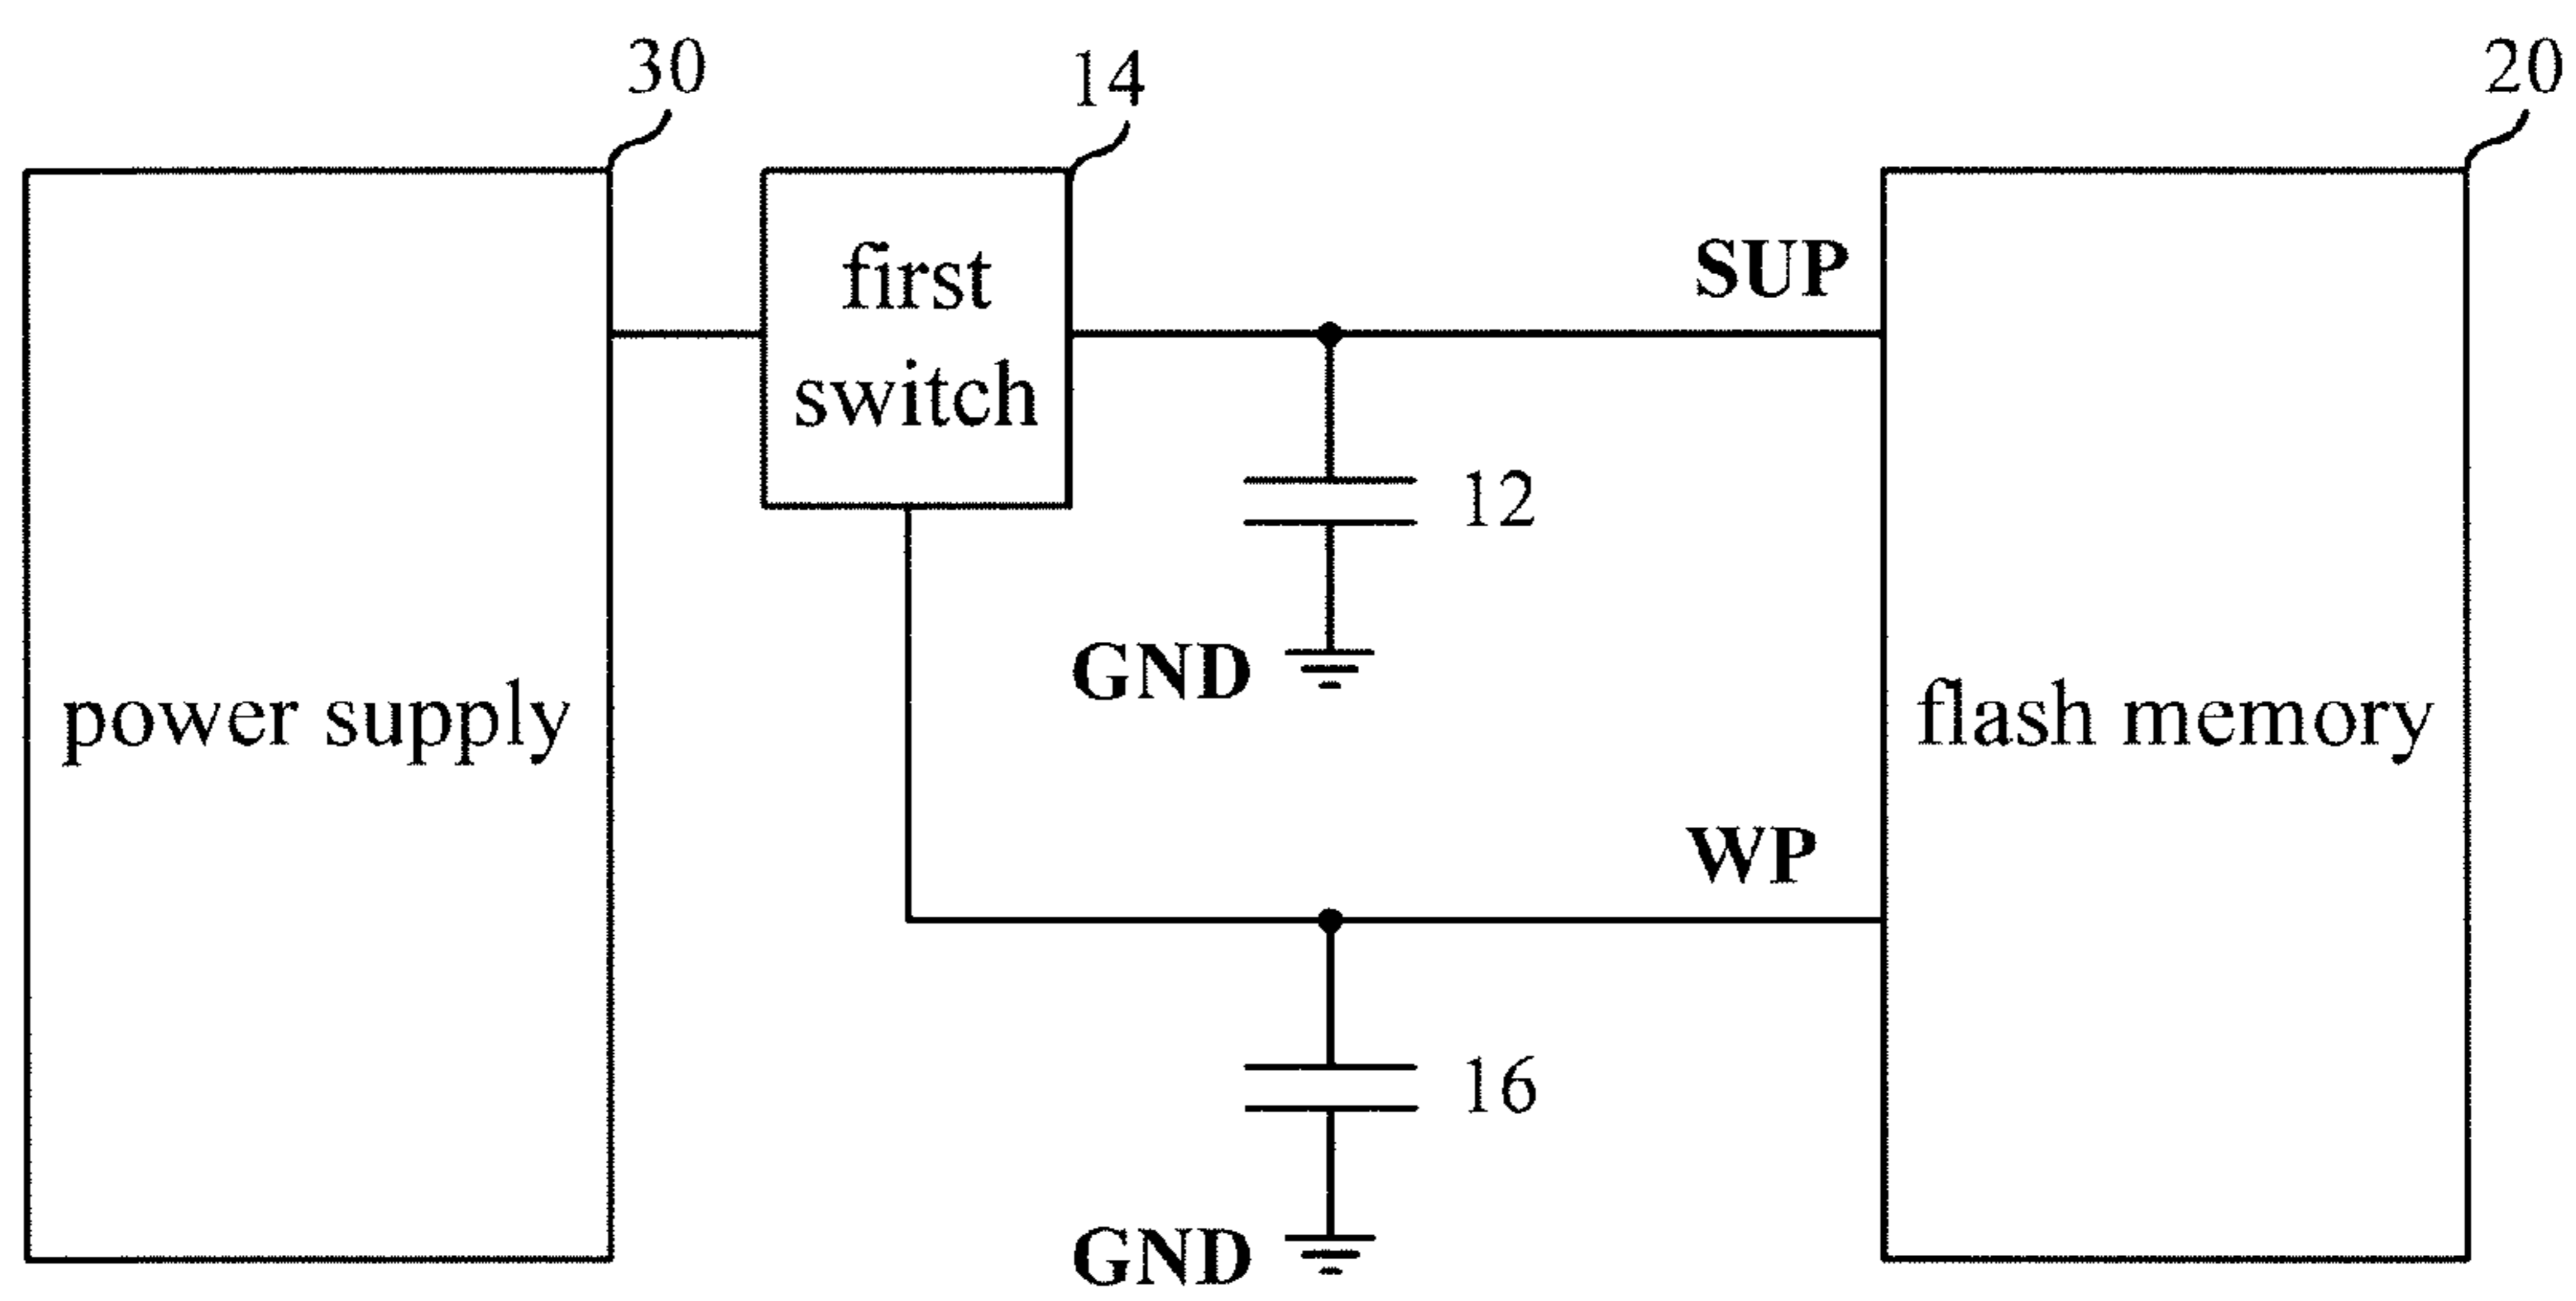 30
14
20
first
switch
SUP
12
GND
power supply
flash memory
WP
16
GND